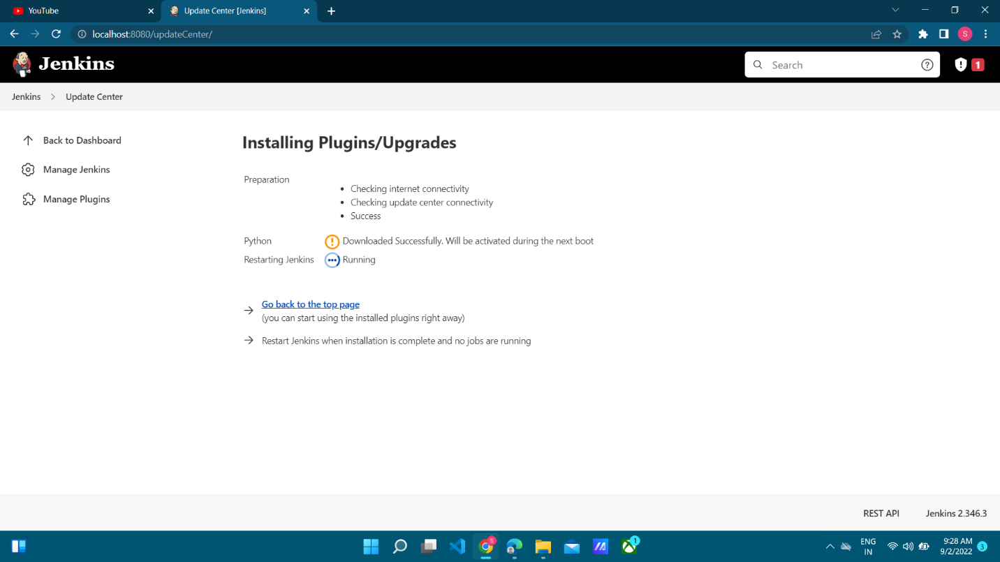 YouTube
Update Center [Jenkins]
localhost:8080/updateCenter/
S
Jenkins
Search
1
Jenkins
Update Center
Back to Dashboard
Manage Jenkins
Manage Plugins
Installing Plugins/Upgrades
Preparation
Checking internet connectivity
Checking update center connectivity
Success
Python
Downloaded Successfully. Will be activated during the next boot
Restarting Jenkins
Running
Go back to the top page
(you can start using the installed plugins right away)
Restart Jenkins when installation is complete and no jobs are running
REST API
Jenkins 2.346.3
S
1
ENG
IN
9:28 AM
9/2/2022
3